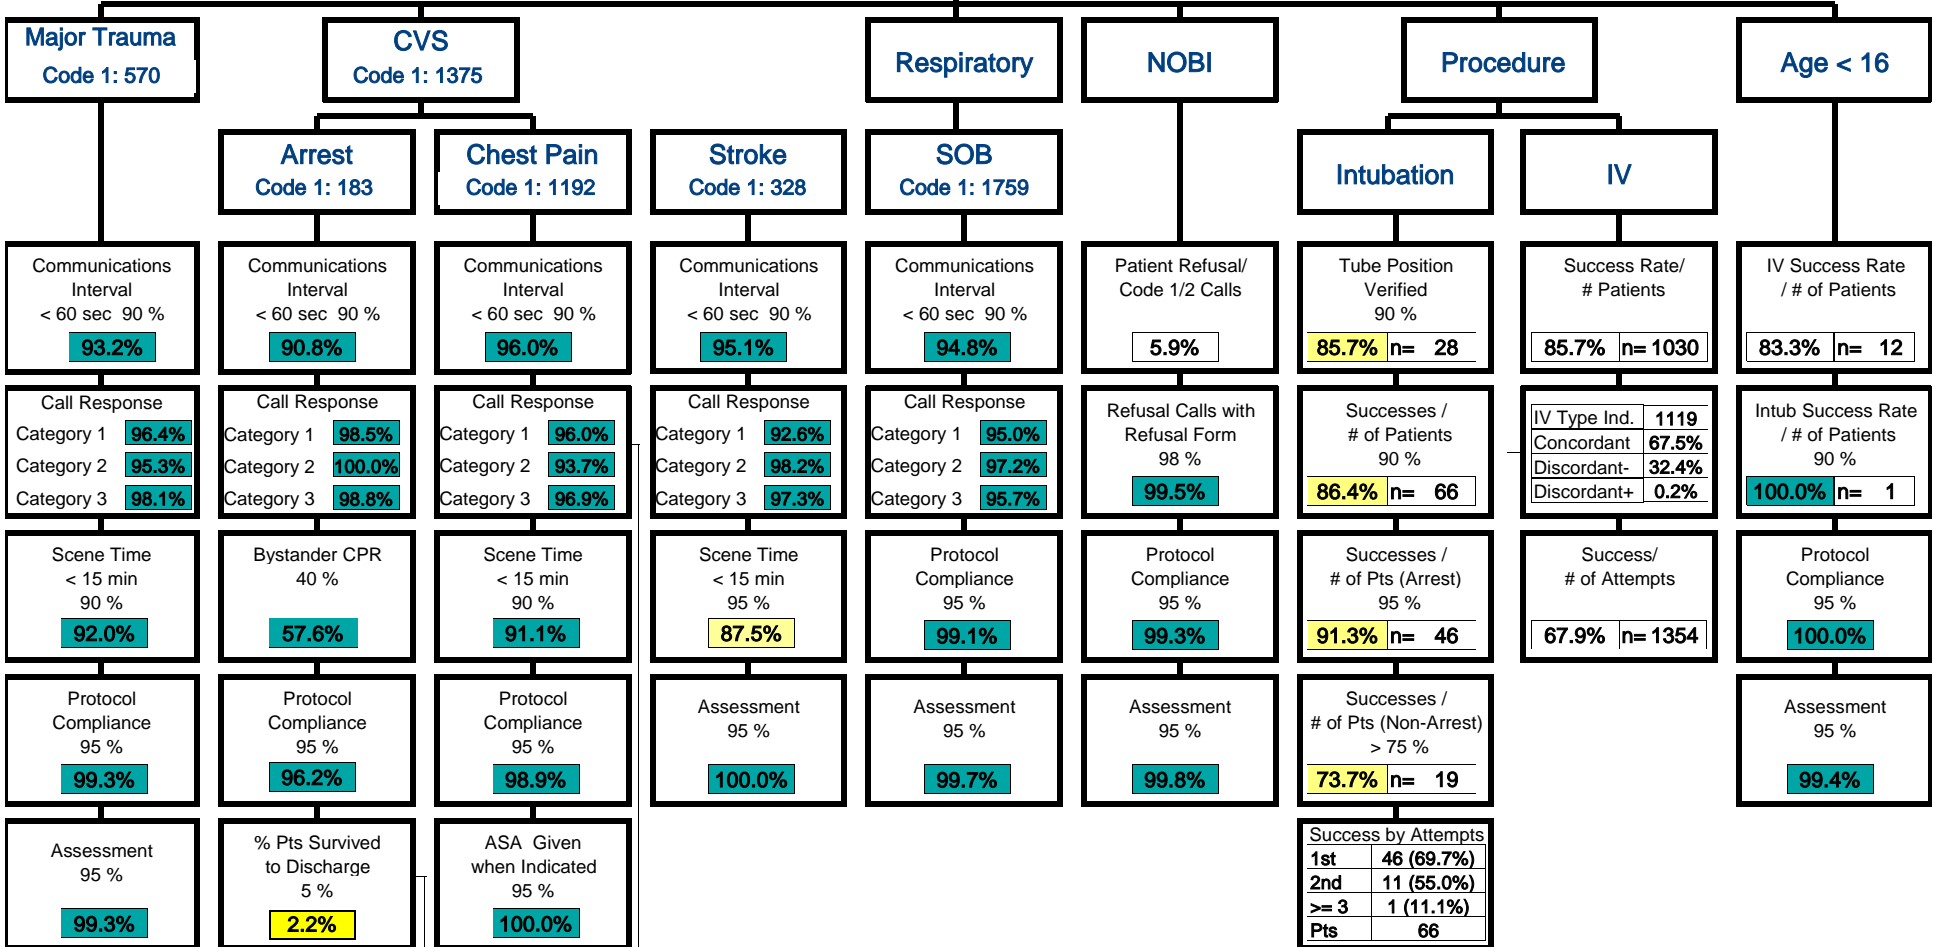 Major Trauma
Code 1: 570
CVS
Code 1: 1375
Respiratory
NOBI
Procedure
Age < 16
Arrest
Code 1: 183
Chest Pain
Code 1: 1192
Stroke
Code 1: 328
SOB
Code 1: 1759
Intubation
IV
Communications
Interval
< 60 sec 90 %
93.2%
Communications
Interval
< 60 sec 90 %
90.8%
Communications
Interval
< 60 sec 90 %
96.0%
Communications
Interval
< 60 sec 90 %
95.1%
Communications
Interval
< 60 sec 90 %
94.8%
Patient Refusal/
Code 1/2 Calls
5.9%
Tube Position
Verified
90 %
85.7% n= 28
Success Rate/
# Patients
85.7% n= 1030
IV Success Rate
/ # of Patients
83.3% n= 12
Call Response
Category 1 96.4%
Category 2 95.3%
Category 3 98.1%
Call Response
Category 1 98.5%
Category 2 100.0%
Category 3 98.8%
Call Response
Category 1 96.0%
Category 2 93.7%
Category 3 96.9%
Call Response
Category 1 92.6%
Category 2 98.2%
Category 3 97.3%
Call Response
Category 1 95.0%
Category 2 97.2%
Category 3 95.7%
Refusal Calls with
Refusal Form
98 %
99.5%
Successes /
# of Patients
90 %
86.4% n= 66
IV Type Ind. 1119
Concordant 67.5%
Discordant- 32.4%
Discordant+ 0.2%
Intub Success Rate
/ # of Patients
90 %
100.0% n= 1
Scene Time
< 15 min
90 %
92.0%
Bystander CPR
40 %
57.6%
Scene Time
< 15 min
90 %
91.1%
Scene Time
< 15 min
95 %
87.5%
Protocol
Compliance
95 %
99.1%
Protocol
Compliance
95 %
99.3%
Successes /
# of Pts (Arrest)
95 %
91.3% n= 46
Success/
# of Attempts
67.9% n= 1354
Protocol
Compliance
95 %
100.0%
Protocol
Compliance
95 %
99.3%
Protocol
Compliance
95 %
96.2%
Protocol
Compliance
95 %
98.9%
Assessment
95 %
100.0%
Assessment
95 %
99.7%
Assessment
95 %
99.8%
Successes /
# of Pts (Non-Arrest)
> 75 %
73.7% n= 19
Assessment
95 %
99.4%
Assessment
95 %
99.3%
% Pts Survived
to Discharge
5 %
2.2%
ASA Given
when Indicated
95 %
100.0%
Success by Attempts
1st 46 (69.7%)
2nd 11 (55.0%)
>= 3 1 (11.1%)
Pts 66